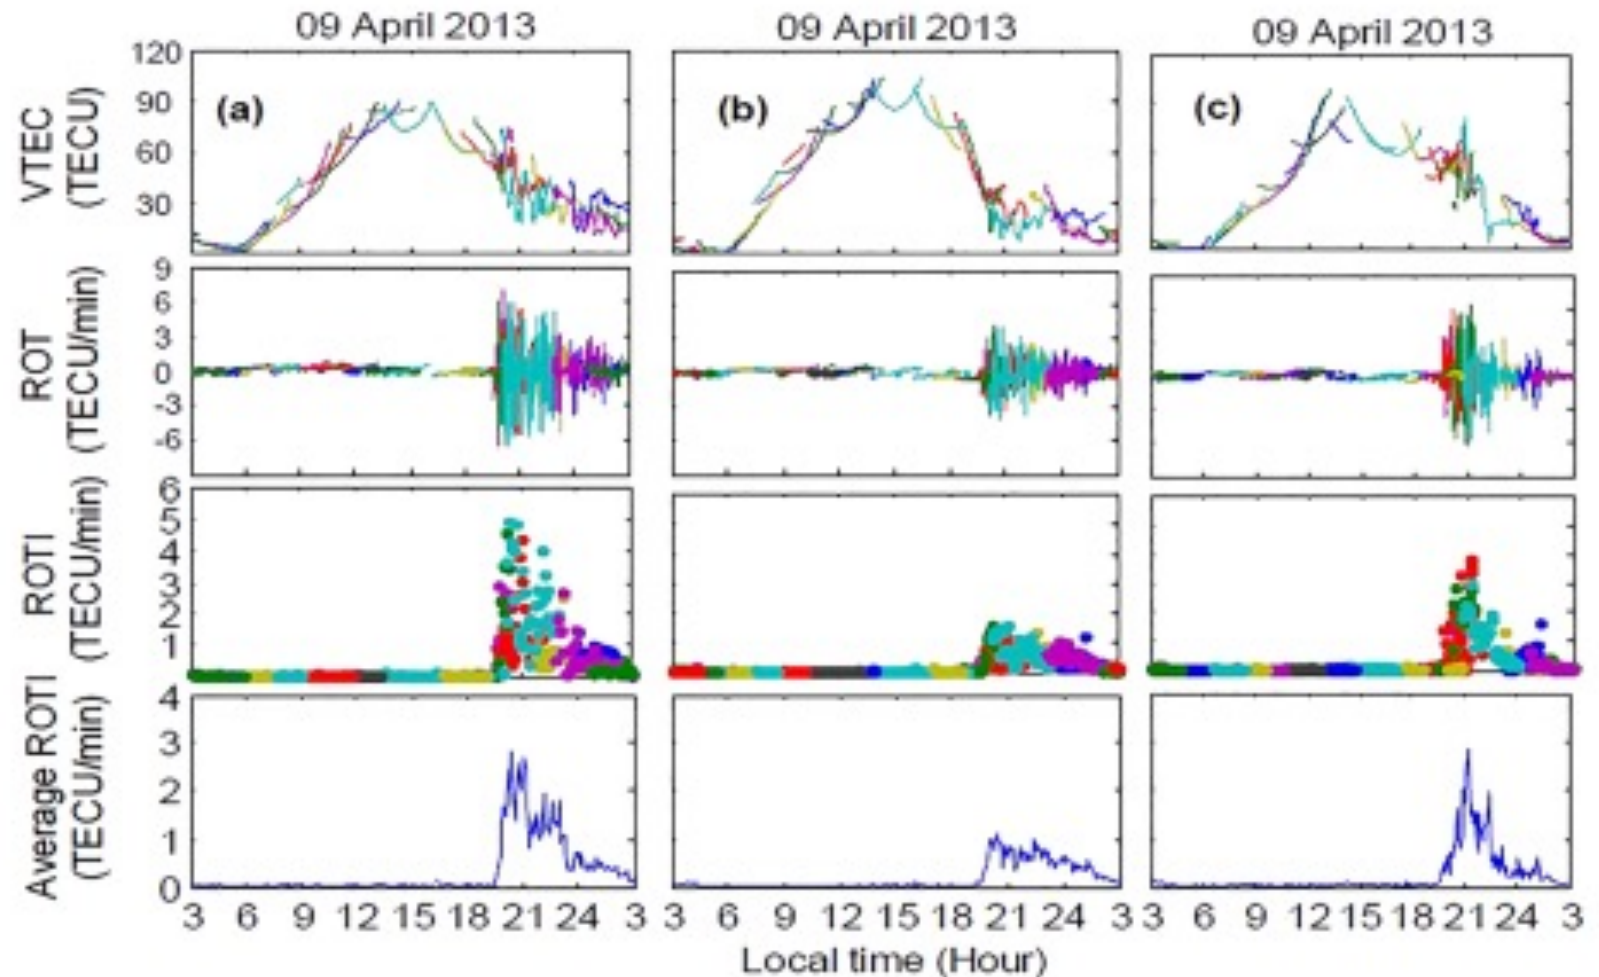 09 April 2013 09 April 2013 09 April 2013
120
90
60
30
VTEC
(TECU)
(a) (b) (c)
9
6
3
0
-3
-6
ROT
(TECU/min)
6
5
4
3
2
1
ROTI
(TECU/min)
4
3
2
1
0
Average ROTI
(TECU/min)
3 6 9 12 15 18 21 24 3 3 6 9 12 15 18 21 24 3 3 6 9 12 15 18 21 24 3
Local time (Hour)